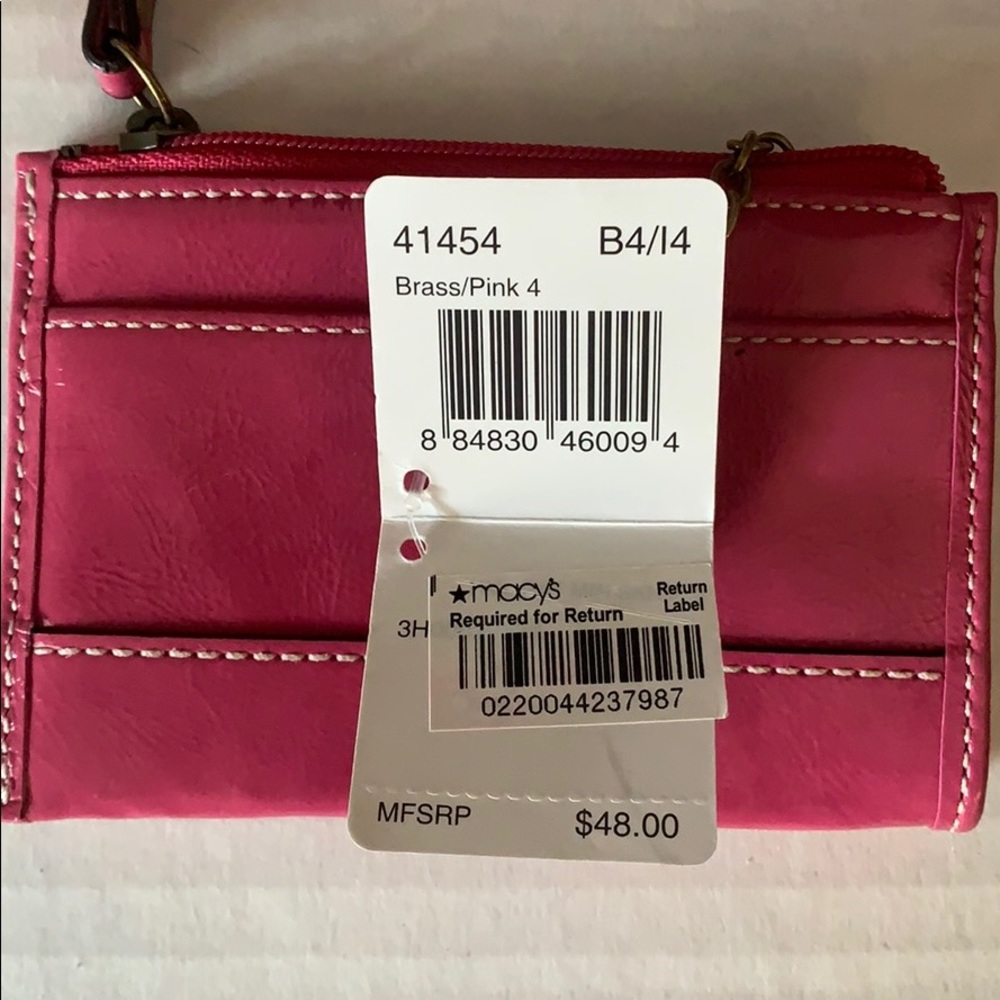 41454 B4/I4
Brass/Pink 4
8 84830 46009 4
★macy's Return
Required for Return Label
3H
0220044237987
MFSRP $48.00